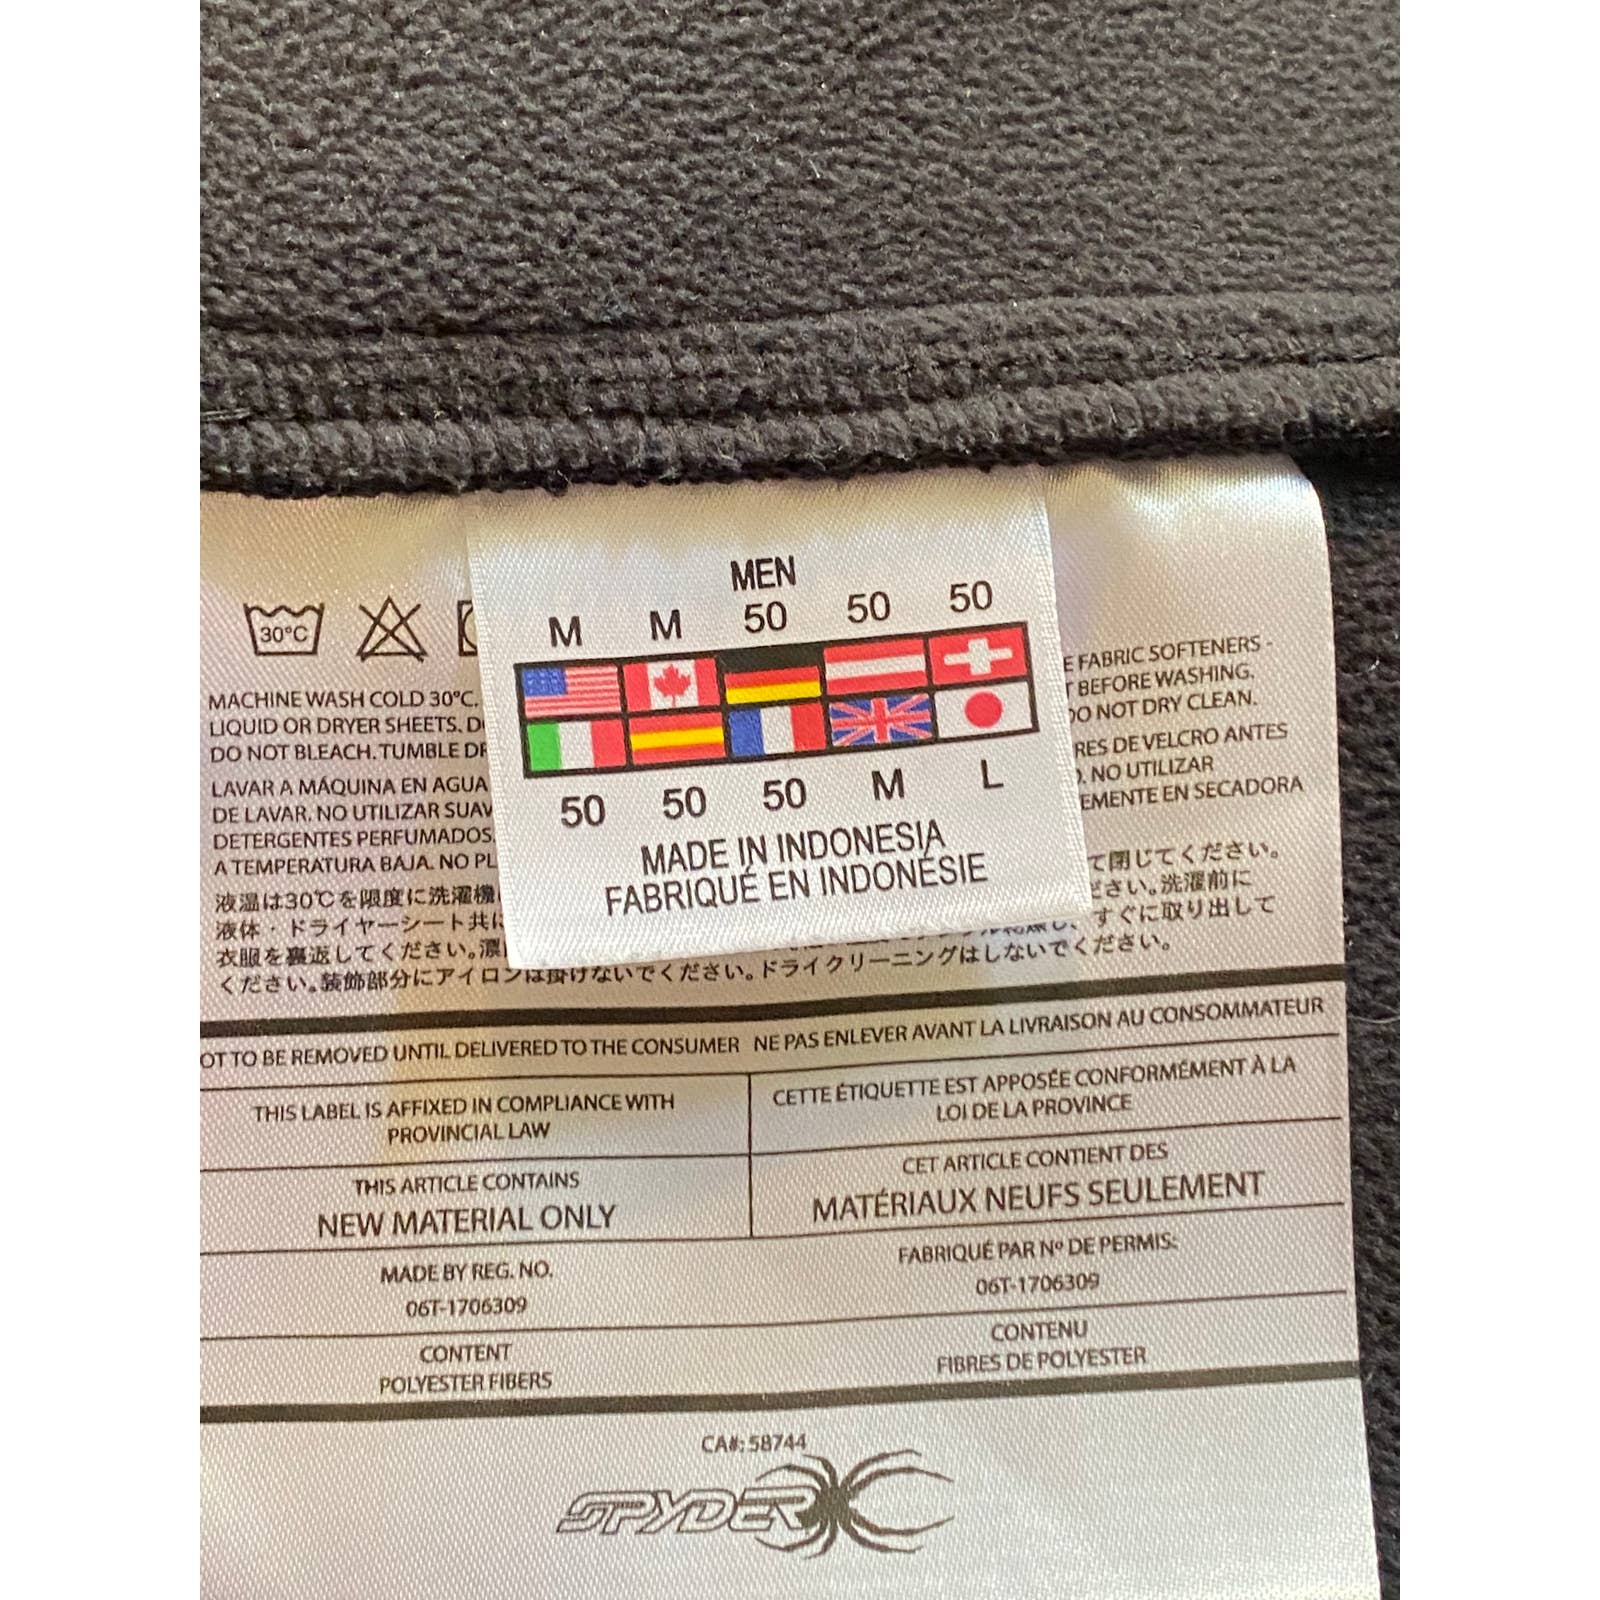 MEN
M M 50 50 50
50 50 50 M L
MADE IN INDONESIA
FABRIQUÉ EN INDONÉSIE
30°C
MACHINE WASH COLD 30°C. E FABRIC SOFTENERS -
LIQUID OR DRYER SHEETS. BEFORE WASHING.
DO NOT BLEACH. TUMBLE DO NOT DRY CLEAN.
LAVAR A MÁQUINA EN AGUA RES DE VELCRO ANTES
DE LAVAR. NO UTILIZAR NO UTILIZAR
DETERGENTES PERFUMADOS. EMENTE EN SECADORA
A TEMPERATURA BAJA. NO
液温は30℃を限度に洗濯機 て閉じてください。
液体・ドライヤーシート共に ださい。洗濯前に
衣服を裏返してください。 すぐに取り出して
ください。装飾部分にアイロンは掛けないでください。ドライクリーニングはしないでください。
OT TO BE REMOVED UNTIL DELIVERED TO THE CONSUMER NE PAS ENLEVER AVANT LA LIVRAISON AU CONSOMMATEUR
THIS LABEL IS AFFIXED IN COMPLIANCE WITH
PROVINCIAL LAW
CETTE ÉTIQUETTE EST APPOSÉE CONFORMÉMENT À LA
LOI DE LA PROVINCE
THIS ARTICLE CONTAINS
NEW MATERIAL ONLY
CET ARTICLE CONTIENT DES
MATÉRIAUX NEUFS SEULEMENT
MADE BY REG. NO.
06T-1706309
FABRIQUÉ PAR Nº DE PERMIS:
06T-1706309
CONTENT
POLYESTER FIBERS
CONTENU
FIBRES DE POLYESTER
CA#: 58744
SPYDER